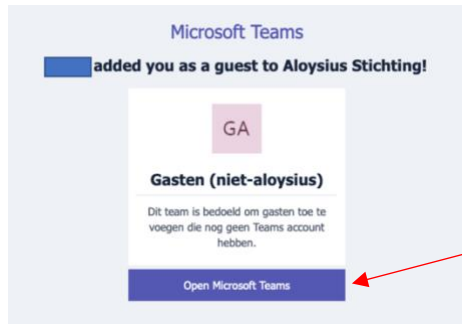 Microsoft Teams
added you as a guest to Aloysius Stichting!
GA
Gasten (niet-aloysius)
Dit team is bedoeld om gasten toe te
voegen die nog geen Teams account
hebben.
Open Microsoft Teams